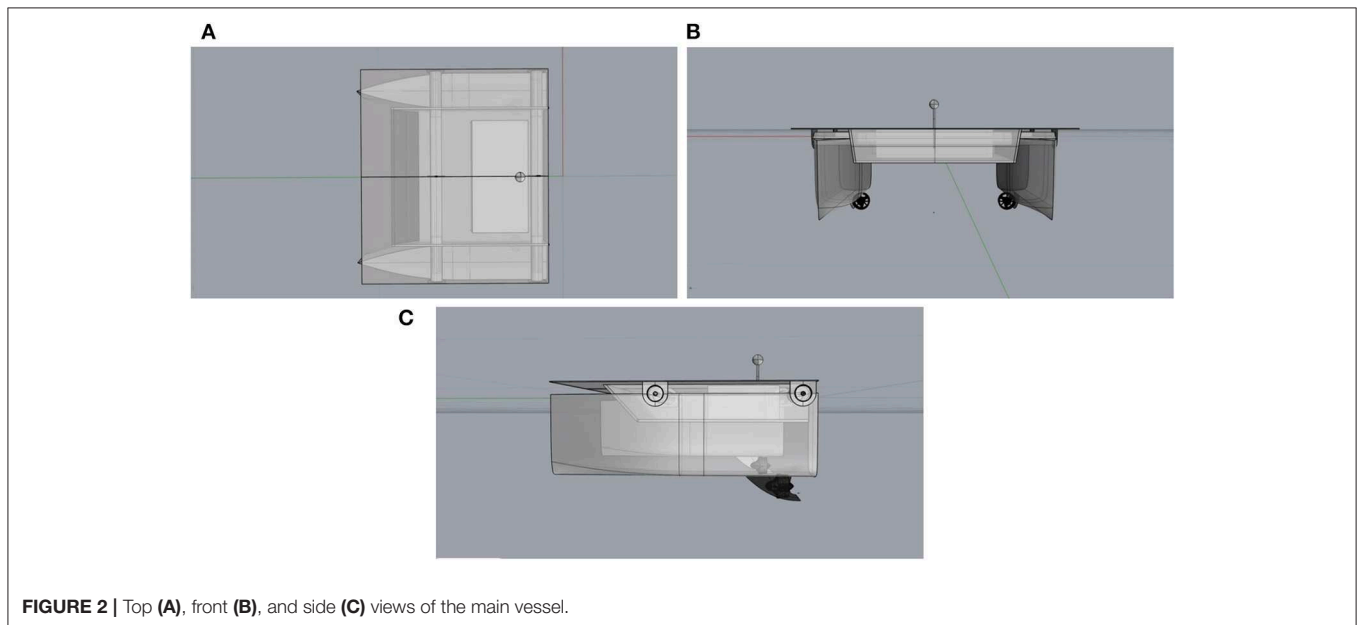 A
B
C
FIGURE 2 | Top (A), front (B), and side (C) views of the main vessel.